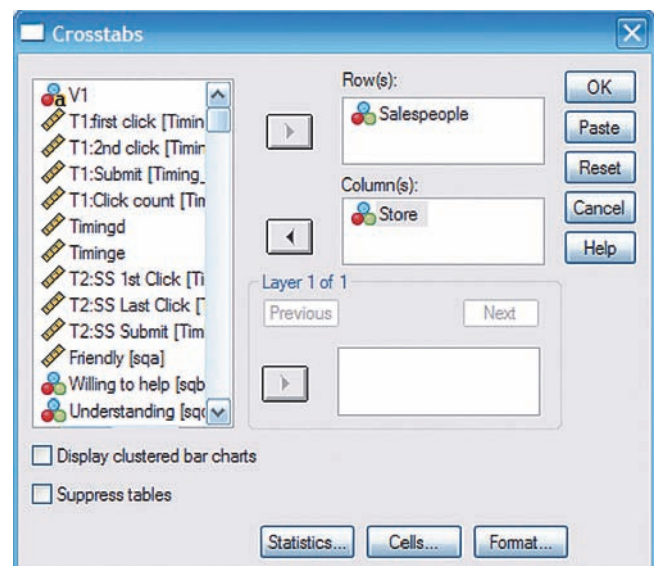 Crosstabs
V1
T1:first click [Timin
T1:2nd click [Timin
T1:Submit [Timing_
T1:Click count [Tim
Timingd
Timinge
T2:SS 1st Click [Ti
T2:SS Last Click [T
T2:SS Submit [Tim
Friendly [sqa]
Willing to help [sqb
Understanding [sqc
Row(s):
Salespeople
Column(s):
Store
Layer 1 of 1
Previous
Next
OK
Paste
Reset
Cancel
Help
Display clustered bar charts
Suppress tables
Statistics...
Cells...
Format...